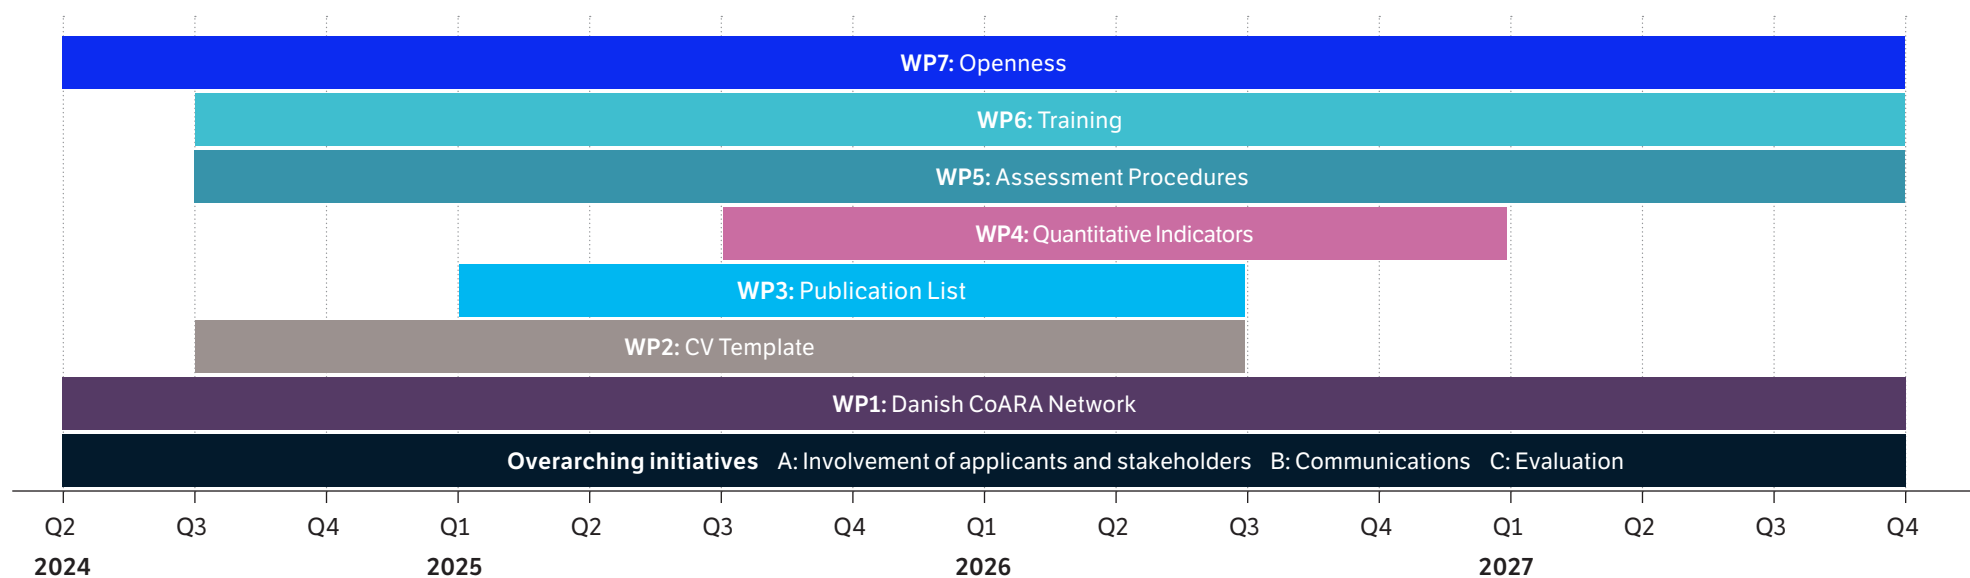 WP7: Openness
WP6: Training
WP5: Assessment Procedures
WP4: Quantitative Indicators
WP3: Publication List
WP2: CV Template
WP1: Danish CoARA Network
Overarching initiatives A: Involvement of applicants and stakeholders B: Communications C: Evaluation
Q2 Q3 Q4 Q1 Q2 Q3 Q4 Q1 Q2 Q3 Q4 Q1 Q2 Q3 Q4
2024 2025 2026 2027